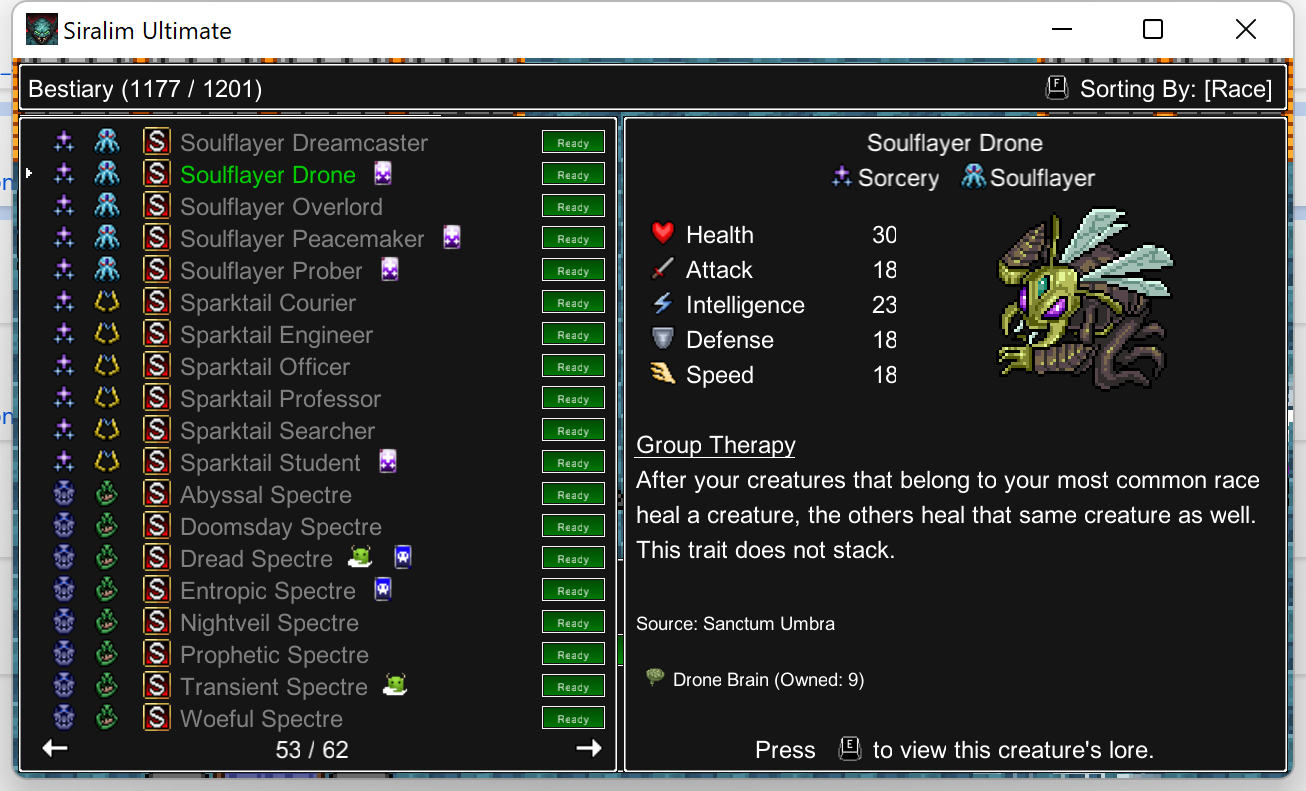 Siralim Ultimate
Bestiary (1177 / 1201)
F Sorting By: [Race]
S Soulflayer Dreamcaster Ready
S Soulflayer Drone Ready
S Soulflayer Overlord Ready
S Soulflayer Peacemaker Ready
S Soulflayer Prober Ready
S Sparktail Courier Ready
S Sparktail Engineer Ready
S Sparktail Officer Ready
S Sparktail Professor Ready
S Sparktail Searcher Ready
S Sparktail Student Ready
S Abyssal Spectre Ready
S Doomsday Spectre Ready
S Dread Spectre Ready
S Entropic Spectre Ready
S Nightveil Spectre Ready
S Prophetic Spectre Ready
S Transient Spectre Ready
S Woeful Spectre Ready
53 / 62
Soulflayer Drone
Sorcery Soulflayer
Health 30
Attack 18
Intelligence 23
Defense 18
Speed 18
Group Therapy
After your creatures that belong to your most common race
heal a creature, the others heal that same creature as well.
This trait does not stack.
Source: Sanctum Umbra
Drone Brain (Owned: 9)
Press E to view this creature's lore.